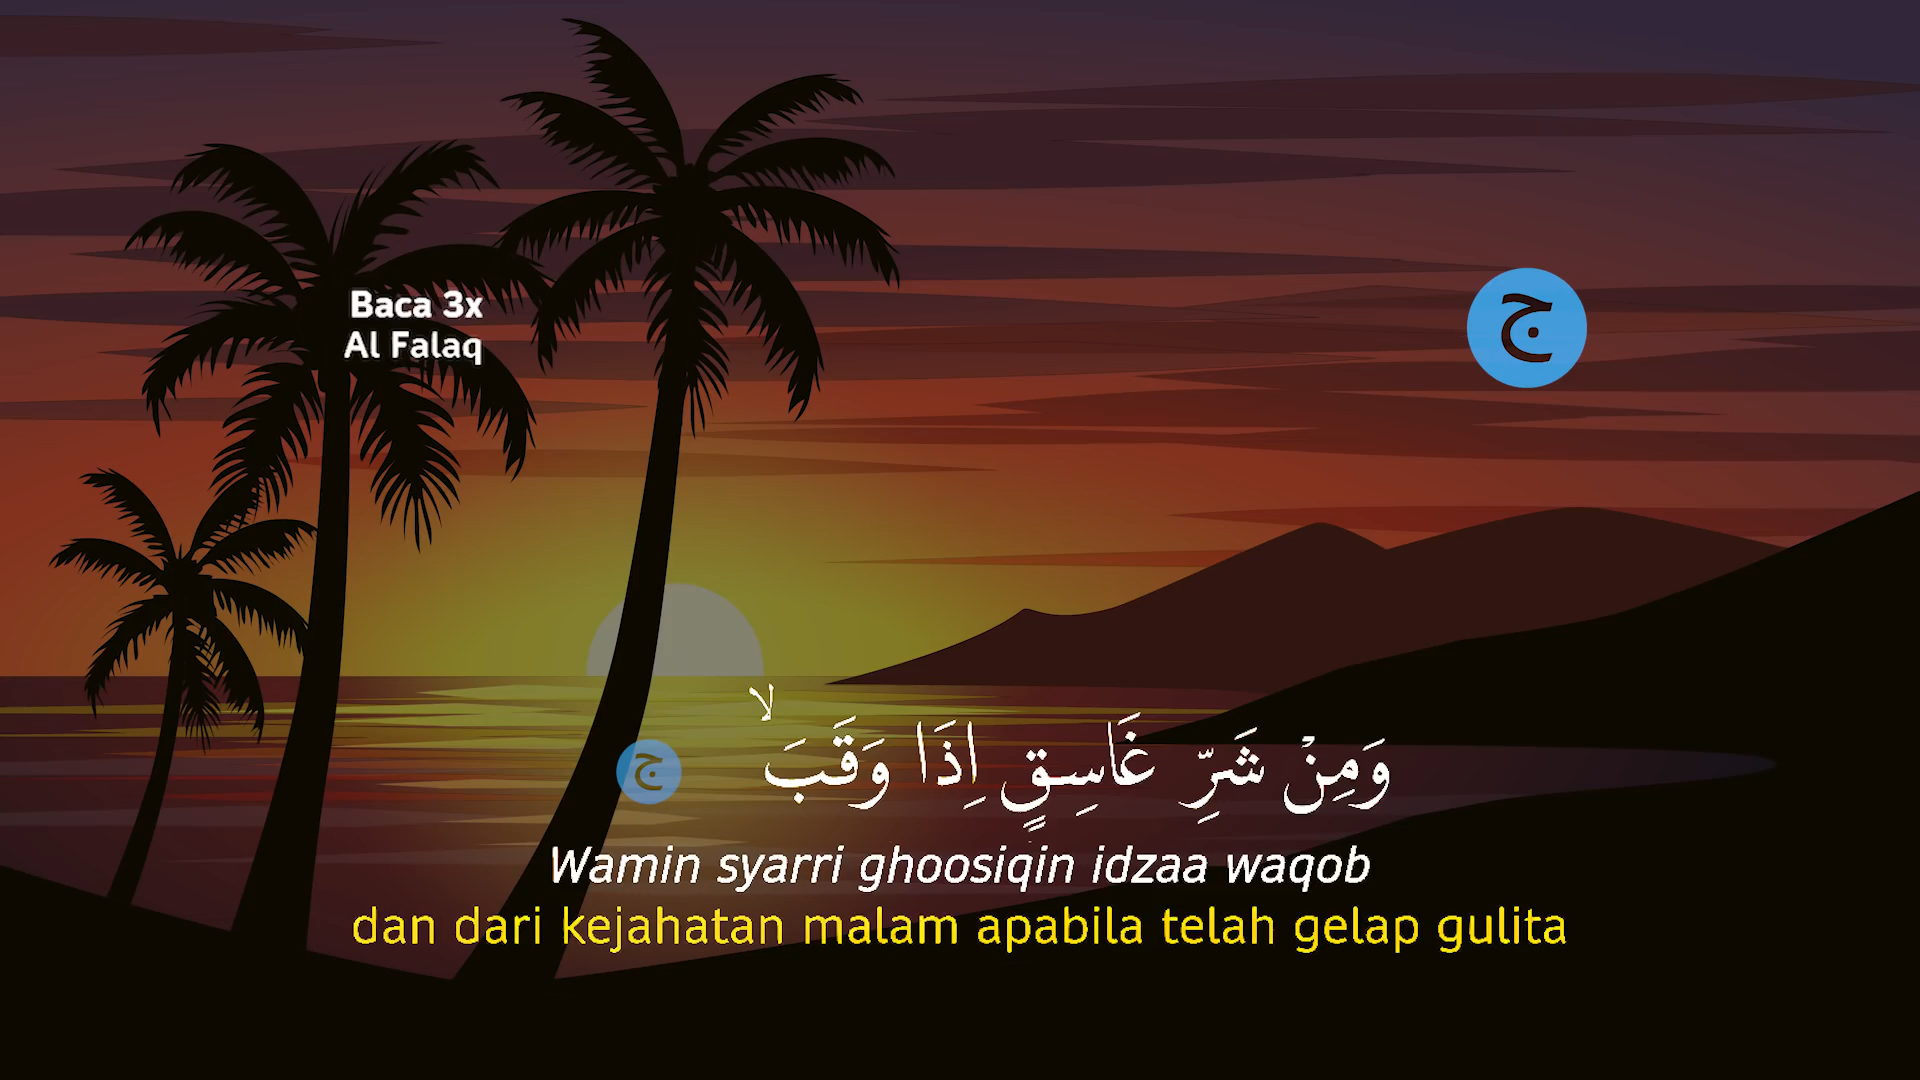 Baca 3x
Al Falaq
ج
وَمِنْ شَرِّ غَاسِقٍ اِذَا وَقَبَۙ ج
Wamin syarri ghoosiqin idzaa waqob
dan dari kejahatan malam apabila telah gelap gulita